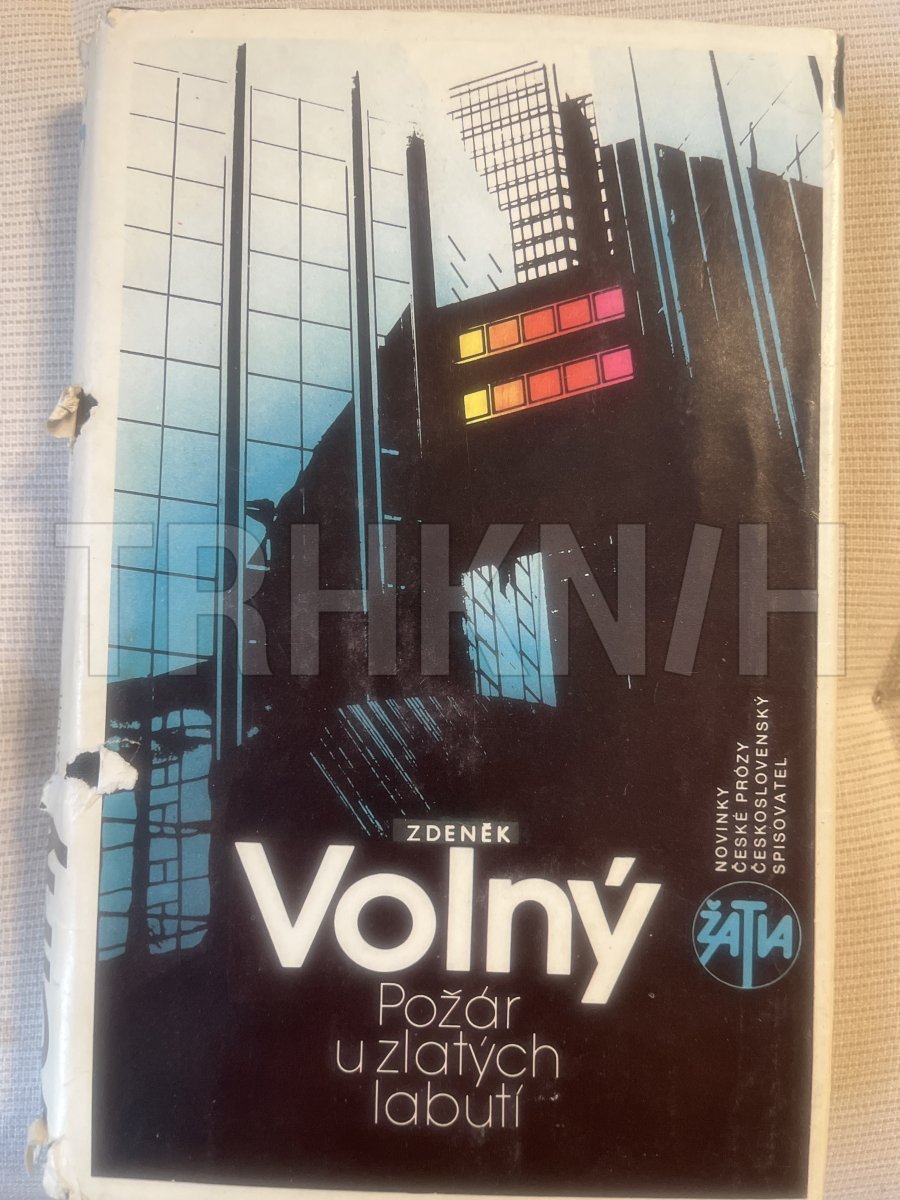 TRHKNIH
NOVINKY
ČESKÉ PRÓZY
ČESKOSLOVENSKÝ
SPISOVATEL
ZDENĚK
Volný
ŽATVA
Požár
u zlatých
labutí